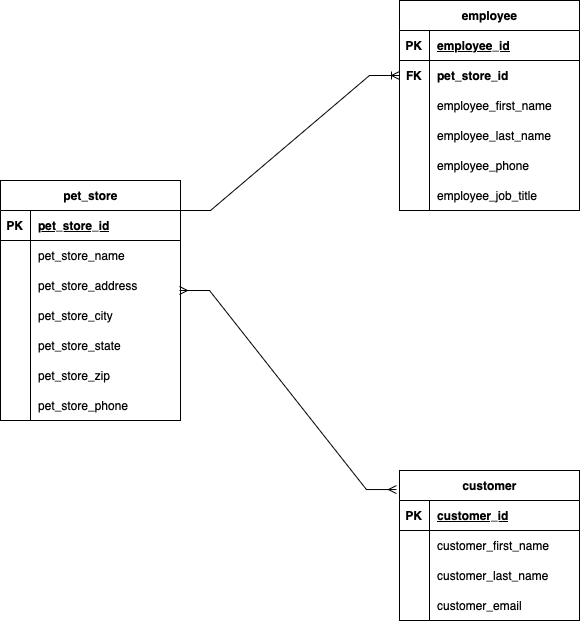 employee
PK employee_id
FK pet_store_id
employee_first_name
employee_last_name
employee_phone
employee_job_title
pet_store
PK pet_store_id
pet_store_name
pet_store_address
pet_store_city
pet_store_state
pet_store_zip
pet_store_phone
customer
PK customer_id
customer_first_name
customer_last_name
customer_email